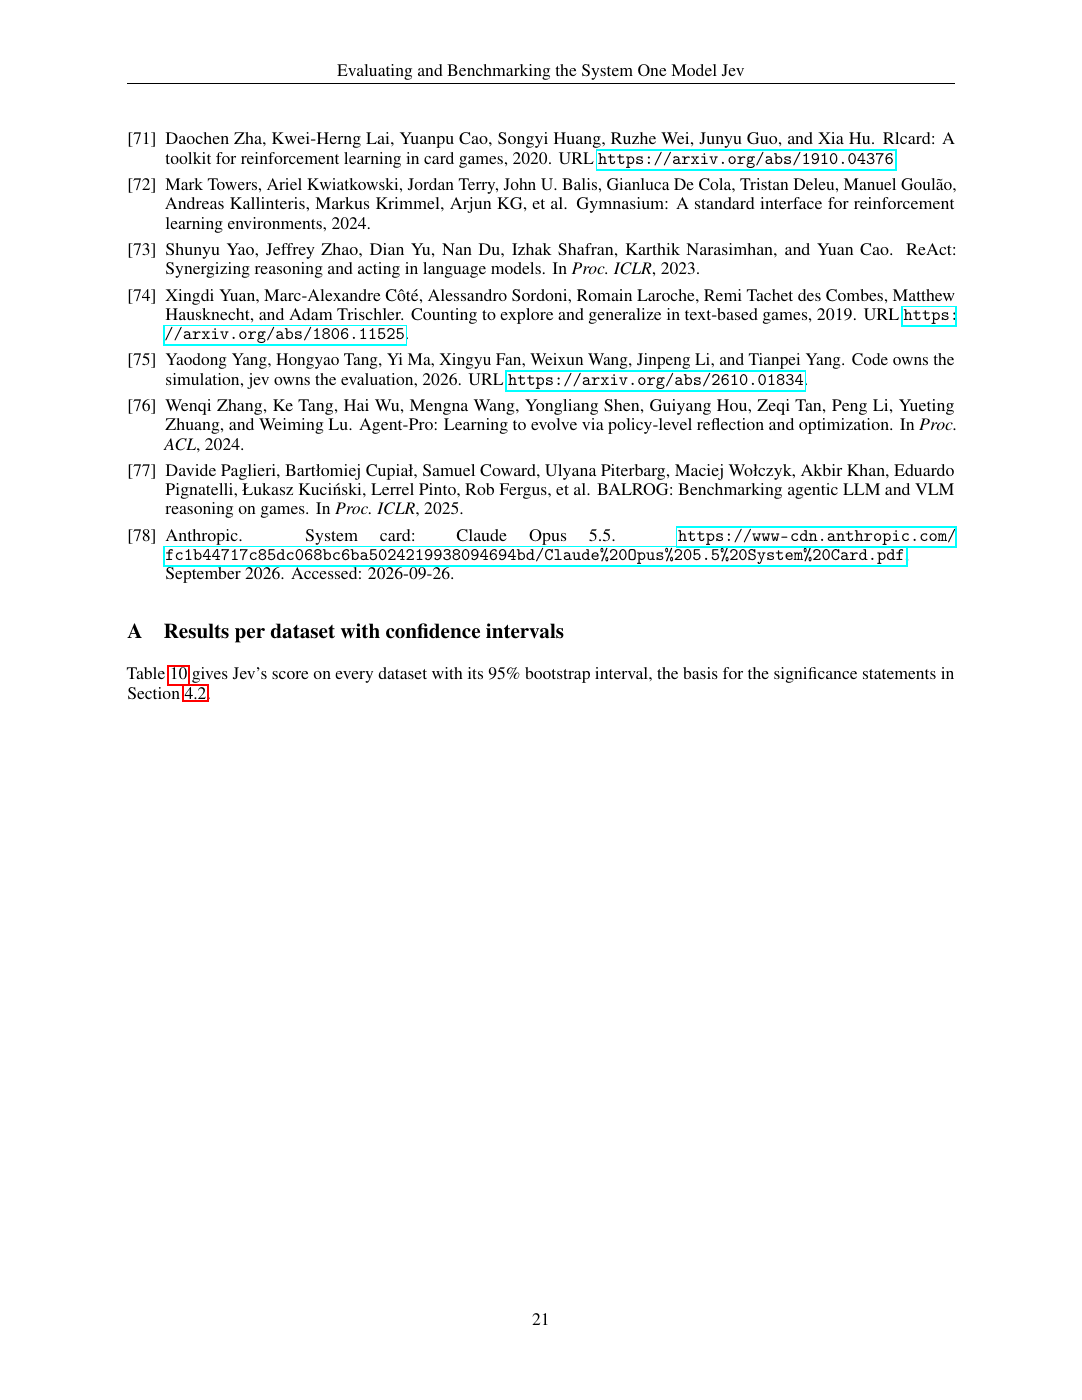 Evaluating and Benchmarking the System One Model Jev
[71] Daochen Zha, Kwei-Herng Lai, Yuanpu Cao, Songyi Huang, Ruzhe Wei, Junyu Guo, and Xia Hu. Rlcard: A
toolkit for reinforcement learning in card games, 2020. URL https://arxiv.org/abs/1910.04376.
[72] Mark Towers, Ariel Kwiatkowski, Jordan Terry, John U. Balis, Gianluca De Cola, Tristan Deleu, Manuel Goulão,
Andreas Kallinteris, Markus Krimmel, Arjun KG, et al. Gymnasium: A standard interface for reinforcement
learning environments, 2024.
[73] Shunyu Yao, Jeffrey Zhao, Dian Yu, Nan Du, Izhak Shafran, Karthik Narasimhan, and Yuan Cao. ReAct:
Synergizing reasoning and acting in language models. In Proc. ICLR, 2023.
[74] Xingdi Yuan, Marc-Alexandre Côté, Alessandro Sordoni, Romain Laroche, Remi Tachet des Combes, Matthew
Hausknecht, and Adam Trischler. Counting to explore and generalize in text-based games, 2019. URL https:
//arxiv.org/abs/1806.11525.
[75] Yaodong Yang, Hongyao Tang, Yi Ma, Xingyu Fan, Weixun Wang, Jinpeng Li, and Tianpei Yang. Code owns the
simulation, jev owns the evaluation, 2026. URL https://arxiv.org/abs/2610.01834.
[76] Wenqi Zhang, Ke Tang, Hai Wu, Mengna Wang, Yongliang Shen, Guiyang Hou, Zeqi Tan, Peng Li, Yueting
Zhuang, and Weiming Lu. Agent-Pro: Learning to evolve via policy-level reflection and optimization. In Proc.
ACL, 2024.
[77] Davide Paglieri, Bartłomiej Cupiał, Samuel Coward, Ulyana Piterbarg, Maciej Wołczyk, Akbir Khan, Eduardo
Pignatelli, Łukasz Kuciński, Lerrel Pinto, Rob Fergus, et al. BALROG: Benchmarking agentic LLM and VLM
reasoning on games. In Proc. ICLR, 2025.
[78] Anthropic. System card: Claude Opus 5.5. https://www-cdn.anthropic.com/
fc1b44717c85dc068bc6ba5024219938094694bd/Claude%20Opus%205.5%20System%20Card.pdf
September 2026. Accessed: 2026-09-26.
A Results per dataset with confidence intervals
Table 10 gives Jev's score on every dataset with its 95% bootstrap interval, the basis for the significance statements in
Section 4.2.
21